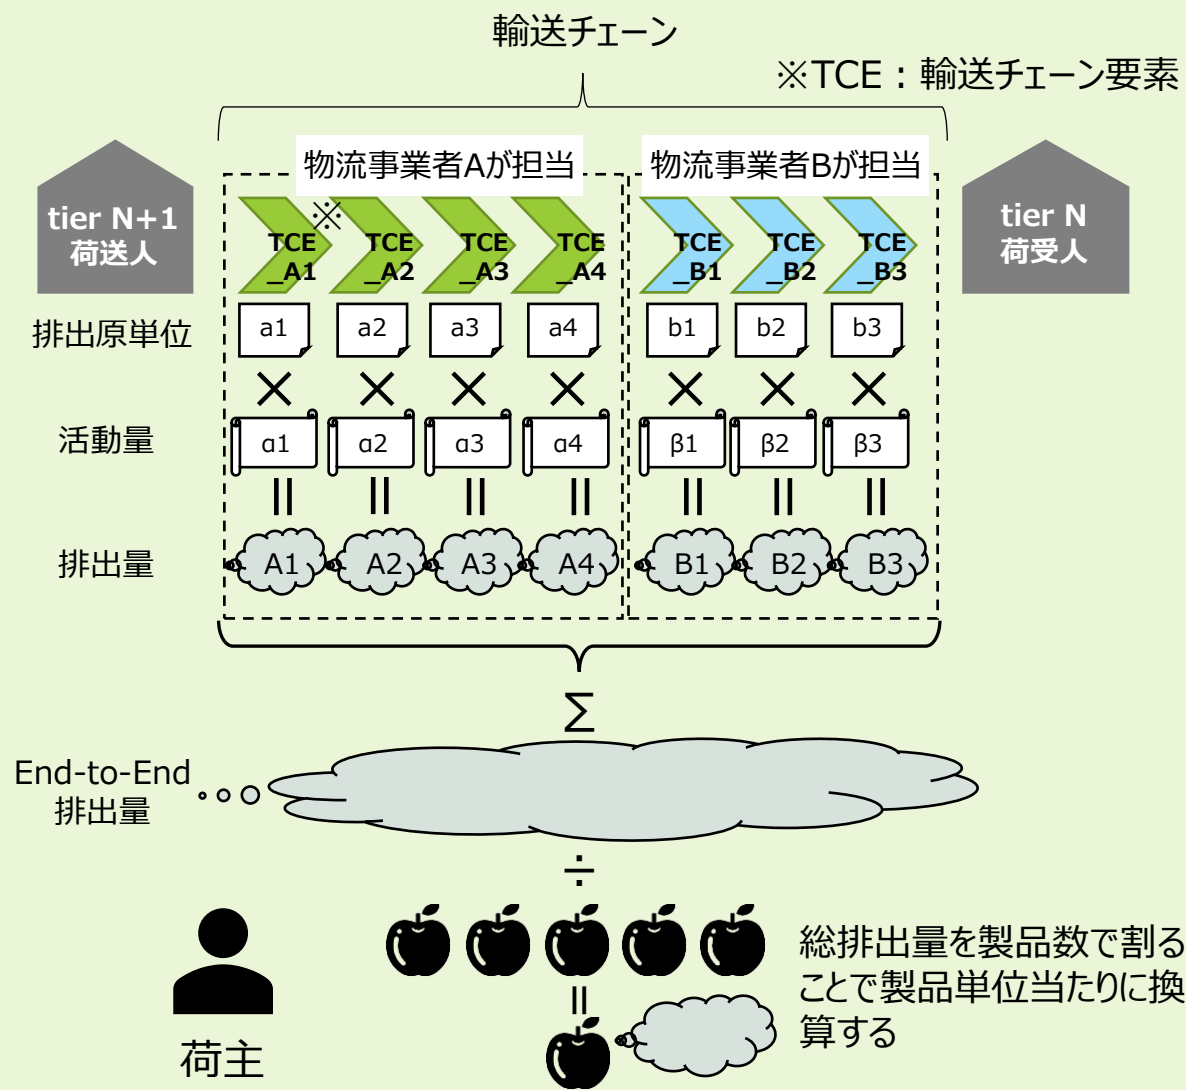 輸送チェーン
※TCE：輸送チェーン要素
物流事業者Aが担当
物流事業者Bが担当
tier N+1
荷送人
※
TCE
_A1
TCE
_A2
TCE
_A3
TCE
_A4
TCE
_B1
TCE
_B2
TCE
_B3
tier N
荷受人
排出原単位
a1 a2 a3 a4 b1 b2 b3
× × × × × × ×
活動量
α1 α2 α3 α4 β1 β2 β3
= = = = = = =
排出量
A1 A2 A3 A4 B1 B2 B3
Σ
End-to-End
排出量
÷
総排出量を製品数で割る
ことで製品単位当たりに換
算する
=
荷主